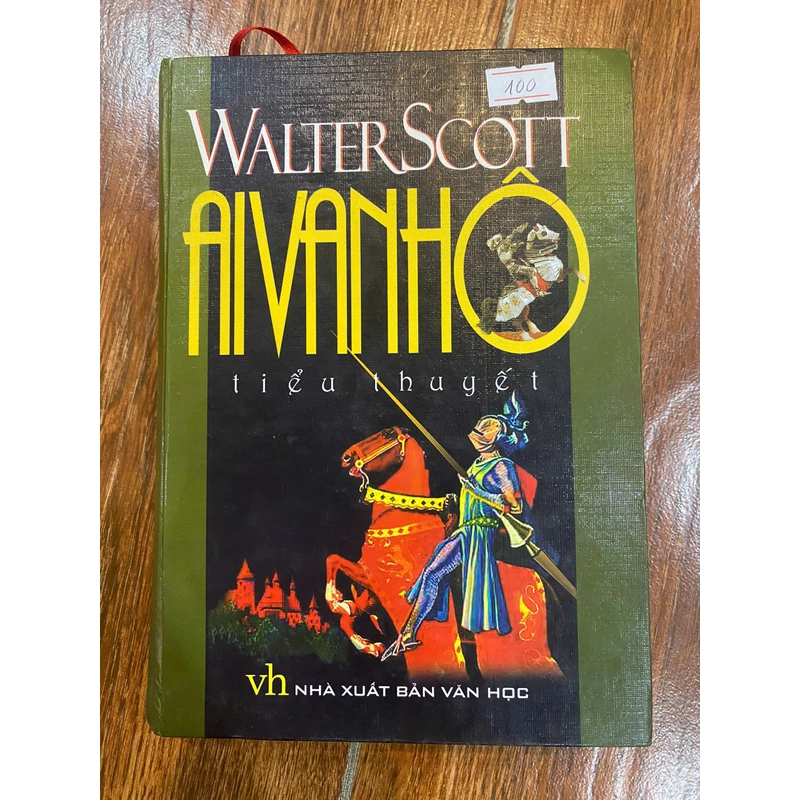 100
WALTER SCOTT
AIVANHÔ
tiểu thuyết
vh NHÀ XUẤT BẢN VĂN HỌC